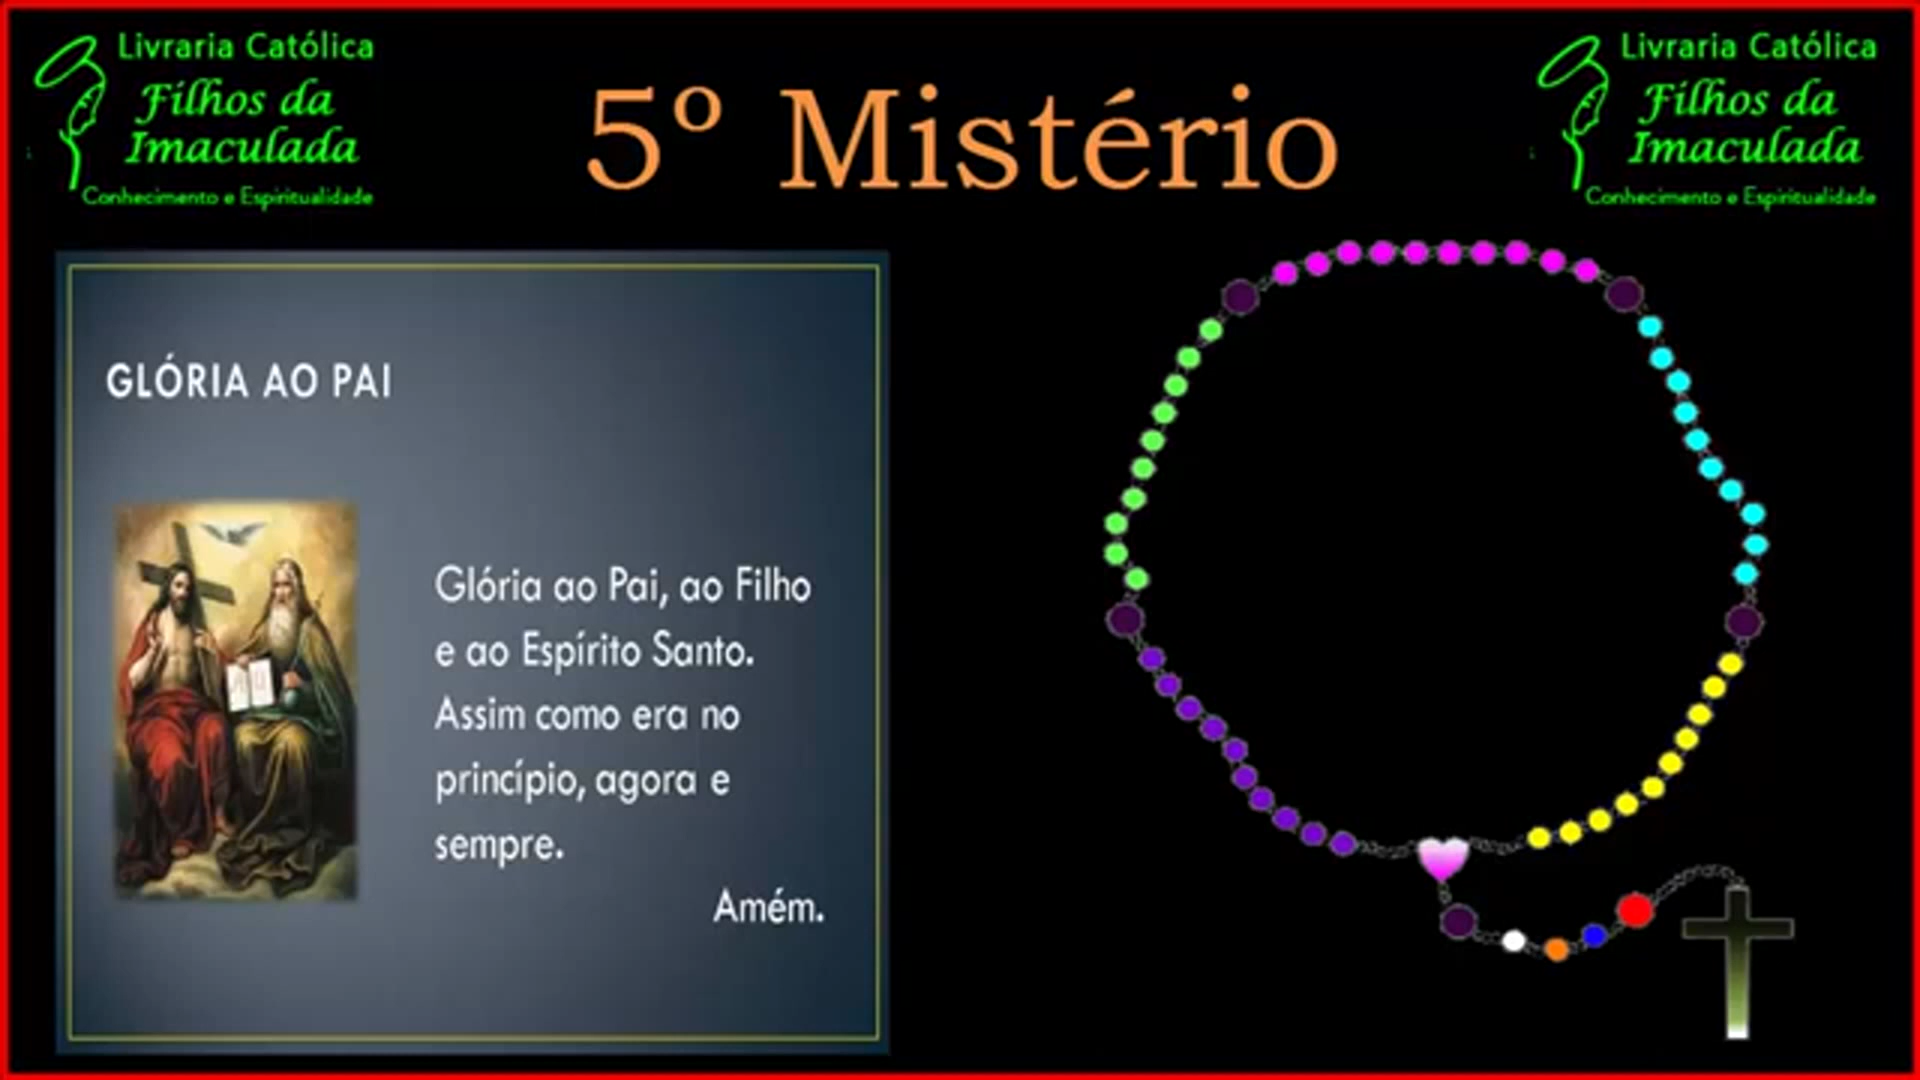 Livraria Católica
Filhos da
Imaculada
Conhecimento e Espiritualidade
5º Mistério
Livraria Católica
Filhos da
Imaculada
Conhecimento e Espiritualidade
GLÓRIA AO PAI
Glória ao Pai, ao Filho
e ao Espírito Santo.
Assim como era no
princípio, agora e
sempre.
Amém.